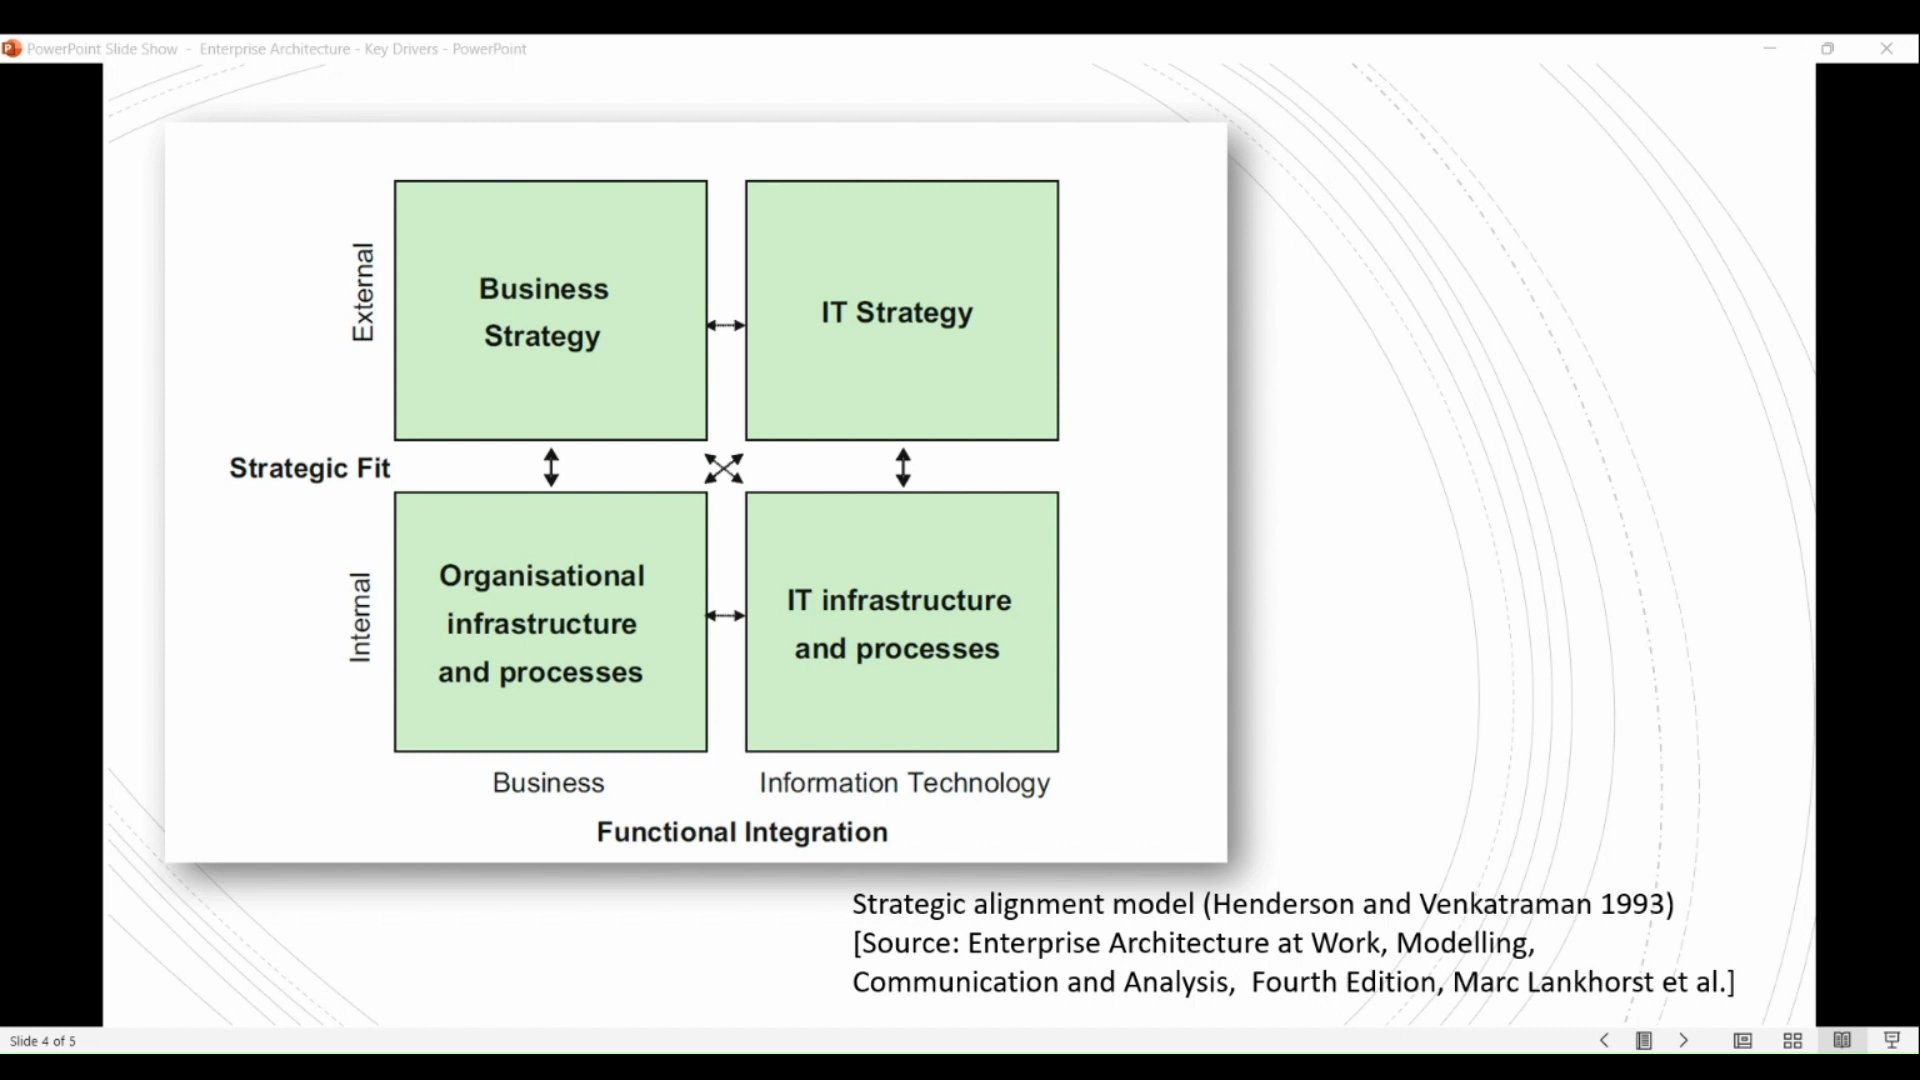 PowerPoint Slide Show - Enterprise Architecture - Key Drivers - PowerPoint
External
Business
Strategy
IT Strategy
Strategic Fit
Internal
Organisational
infrastructure
and processes
IT infrastructure
and processes
Business
Information Technology
Functional Integration
Strategic alignment model (Henderson and Venkatraman 1993)
[Source: Enterprise Architecture at Work, Modelling,
Communication and Analysis, Fourth Edition, Marc Lankhorst et al.]
Slide 4 of 5